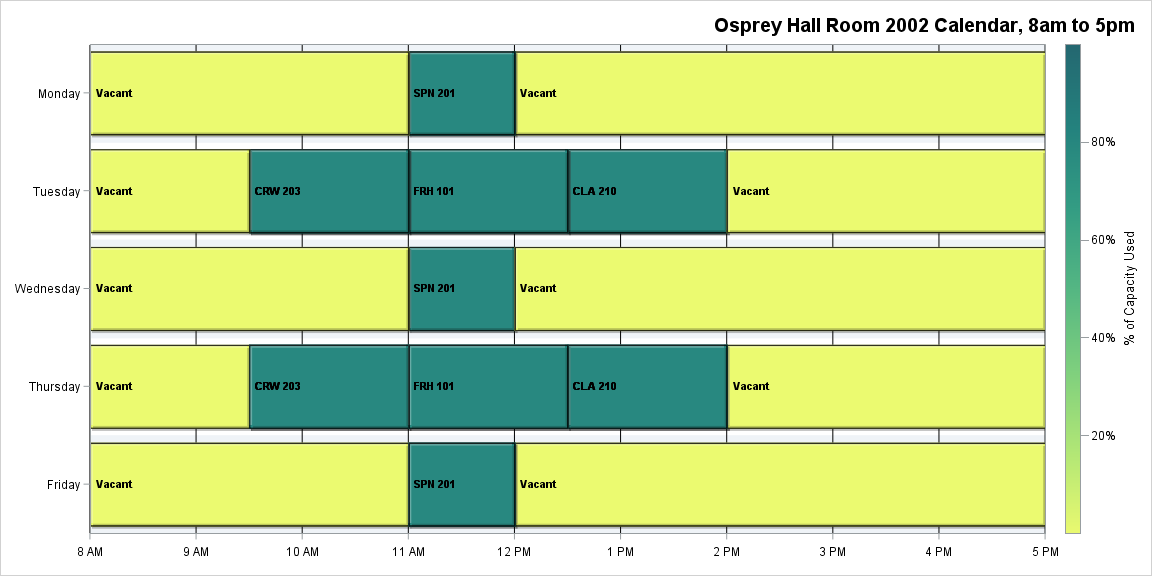 Osprey Hall Room 2002 Calendar, 8am to 5pm
Monday
Vacant
SPN 201
Vacant
Tuesday
Vacant
CRW 203
FRH 101
CLA 210
Vacant
Wednesday
Vacant
SPN 201
Vacant
Thursday
Vacant
CRW 203
FRH 101
CLA 210
Vacant
Friday
Vacant
SPN 201
Vacant
8 AM
9 AM
10 AM
11 AM
12 PM
1 PM
2 PM
3 PM
4 PM
5 PM
80%
60%
40%
20%
% of Capacity Used